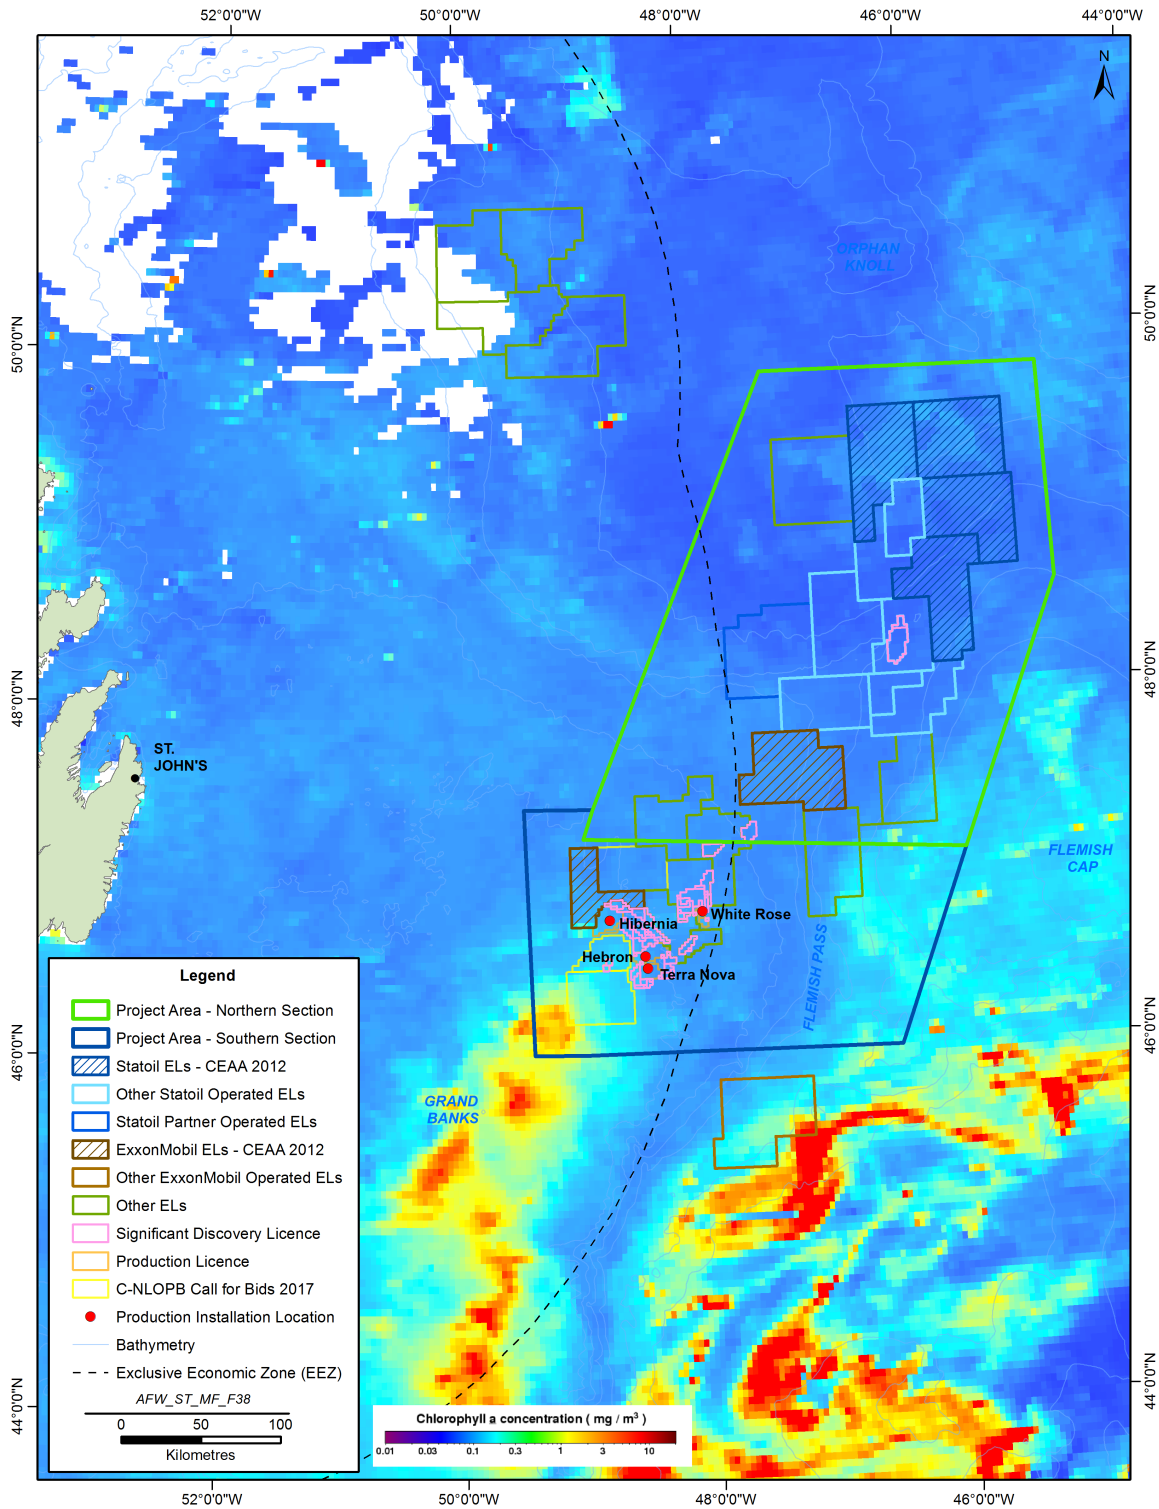 52°0'0"W 50°0'0"W 48°0'0"W 46°0'0"W 44°0'0"W
N
ORPHAN
KNOLL
50°0'0"N
50°0'0"N
48°0'0"N
48°0'0"N
ST.
JOHN'S
FLEMISH
CAP
White Rose
Hibernia
Hebron
Terra Nova
FLEMISH PASS
46°0'0"N
46°0'0"N
GRAND
BANKS
Legend
Project Area - Northern Section
Project Area - Southern Section
Statoil ELs - CEAA 2012
Other Statoil Operated ELs
Statoil Partner Operated ELs
ExxonMobil ELs - CEAA 2012
Other ExxonMobil Operated ELs
Other ELs
Significant Discovery Licence
Production Licence
C-NLOPB Call for Bids 2017
Production Installation Location
Bathymetry
Exclusive Economic Zone (EEZ)
AFW_ST_MF_F38
0 50 100
Kilometres
44°0'0"N
44°0'0"N
Chlorophyll a concentration ( mg / m³ )
0.01 0.03 0.1 0.3 1 3 10
52°0'0"W 50°0'0"W 48°0'0"W 46°0'0"W